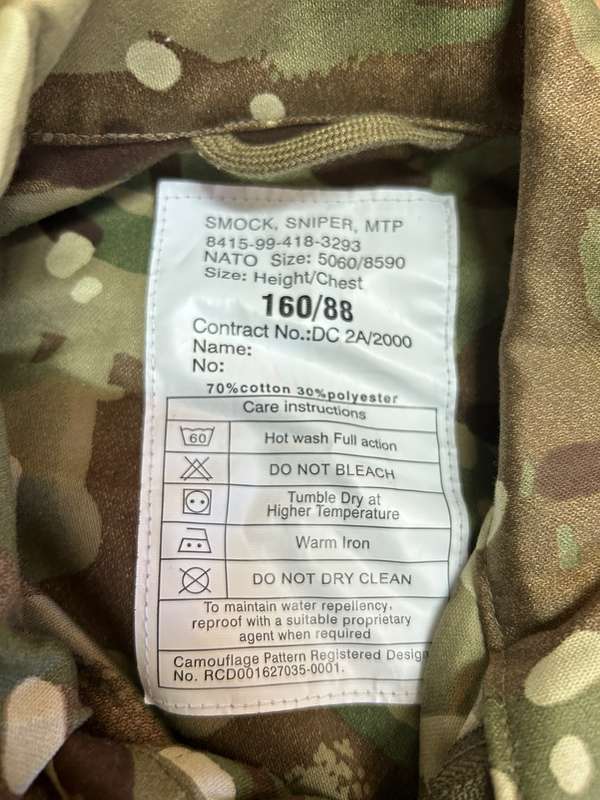 SMOCK, SNIPER, MTP
8415-99-418-3293
NATO Size: 5060/8590
Size: Height/Chest
160/88
Contract No.:DC 2A/2000
Name:
No:
70%cotton 30%polyester
Care instructions
60 Hot wash Full action
DO NOT BLEACH
Tumble Dry at
Higher Temperature
Warm Iron
DO NOT DRY CLEAN
To maintain water repellency,
reproof with a suitable proprietary
agent when required
Camouflage Pattern Registered Design
No. RCD001627035-0001.